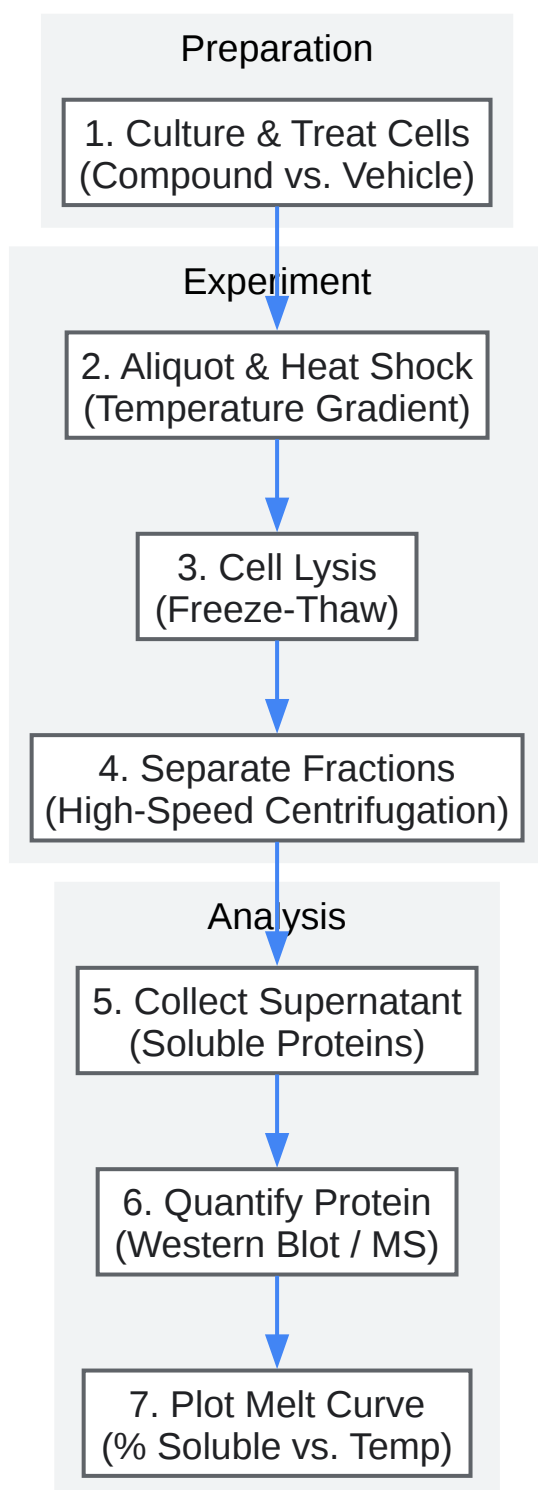 Preparation
1. Culture & Treat Cells
(Compound vs. Vehicle)
Experiment
2. Aliquot & Heat Shock
(Temperature Gradient)
3. Cell Lysis
(Freeze-Thaw)
4. Separate Fractions
(High-Speed Centrifugation)
Analysis
5. Collect Supernatant
(Soluble Proteins)
6. Quantify Protein
(Western Blot / MS)
7. Plot Melt Curve
(% Soluble vs. Temp)